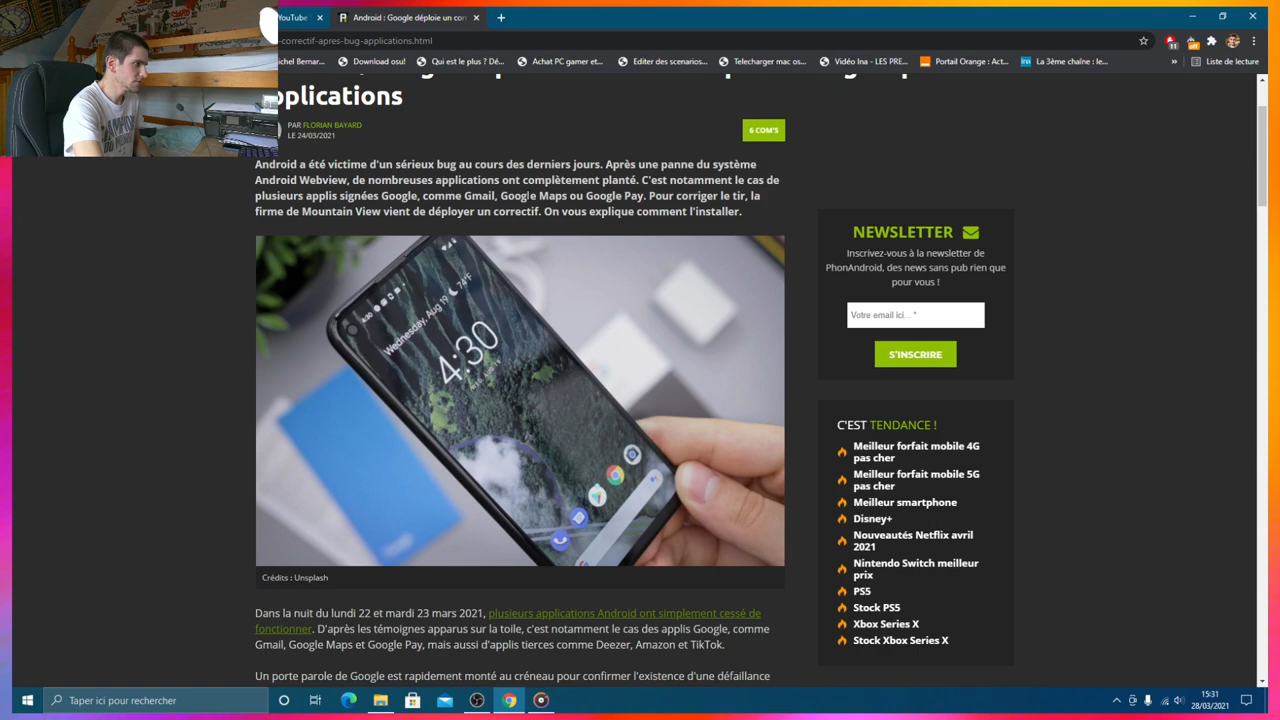 YouTube
Android : Google déploie un cor
-correctif-apres-bug-applications.html
11
off
ichel Bernar...
Download osu!
Qui est le plus ? Dé...
Achat PC gamer et...
Editer des scenarios...
Telecharger mac os...
Vidéo Ina - LES PRE...
Portail Orange : Act...
ina
La 3ème chaîne : le...
»
Liste de lecture
pplications
PAR FLORIAN BAYARD
LE 24/03/2021
6 COM'S
Android a été victime d'un sérieux bug au cours des derniers jours. Après une panne du système
Android Webview, de nombreuses applications ont complètement planté. C'est notamment le cas de
plusieurs applis signées Google, comme Gmail, Google Maps ou Google Pay. Pour corriger le tir, la
firme de Mountain View vient de déployer un correctif. On vous explique comment l'installer.
4:30
74°F
Wednesday, Aug 19
4:30
Crédits : Unsplash
Dans la nuit du lundi 22 et mardi 23 mars 2021, plusieurs applications Android ont simplement cessé de
fonctionner. D'après les témoignes apparus sur la toile, c'est notamment le cas des applis Google, comme
Gmail, Google Maps et Google Pay, mais aussi d'applis tierces comme Deezer, Amazon et TikTok.
Un porte parole de Google est rapidement monté au créneau pour confirmer l'existence d'une défaillance
NEWSLETTER
Inscrivez-vous à la newsletter de
PhonAndroid, des news sans pub rien que
pour vous !
Votre email ici... *
S'INSCRIRE
C'EST TENDANCE !
Meilleur forfait mobile 4G
pas cher
Meilleur forfait mobile 5G
pas cher
Meilleur smartphone
Disney+
Nouveautés Netflix avril
2021
Nintendo Switch meilleur
prix
PS5
Stock PS5
Xbox Series X
Stock Xbox Series X
Taper ici pour rechercher
15:31
28/03/2021